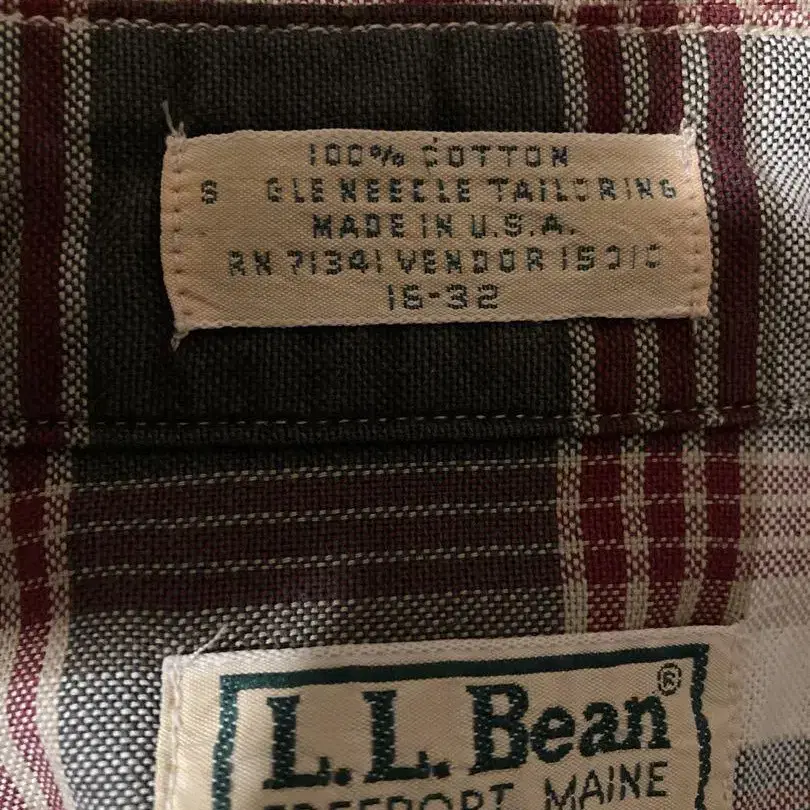 100% COTTON
S GLE NEEDLE TAILORING
MADE IN U.S.A.
RN 71341 VENDOR
16-32
L.L.Bean®
FREEPORT, MAINE